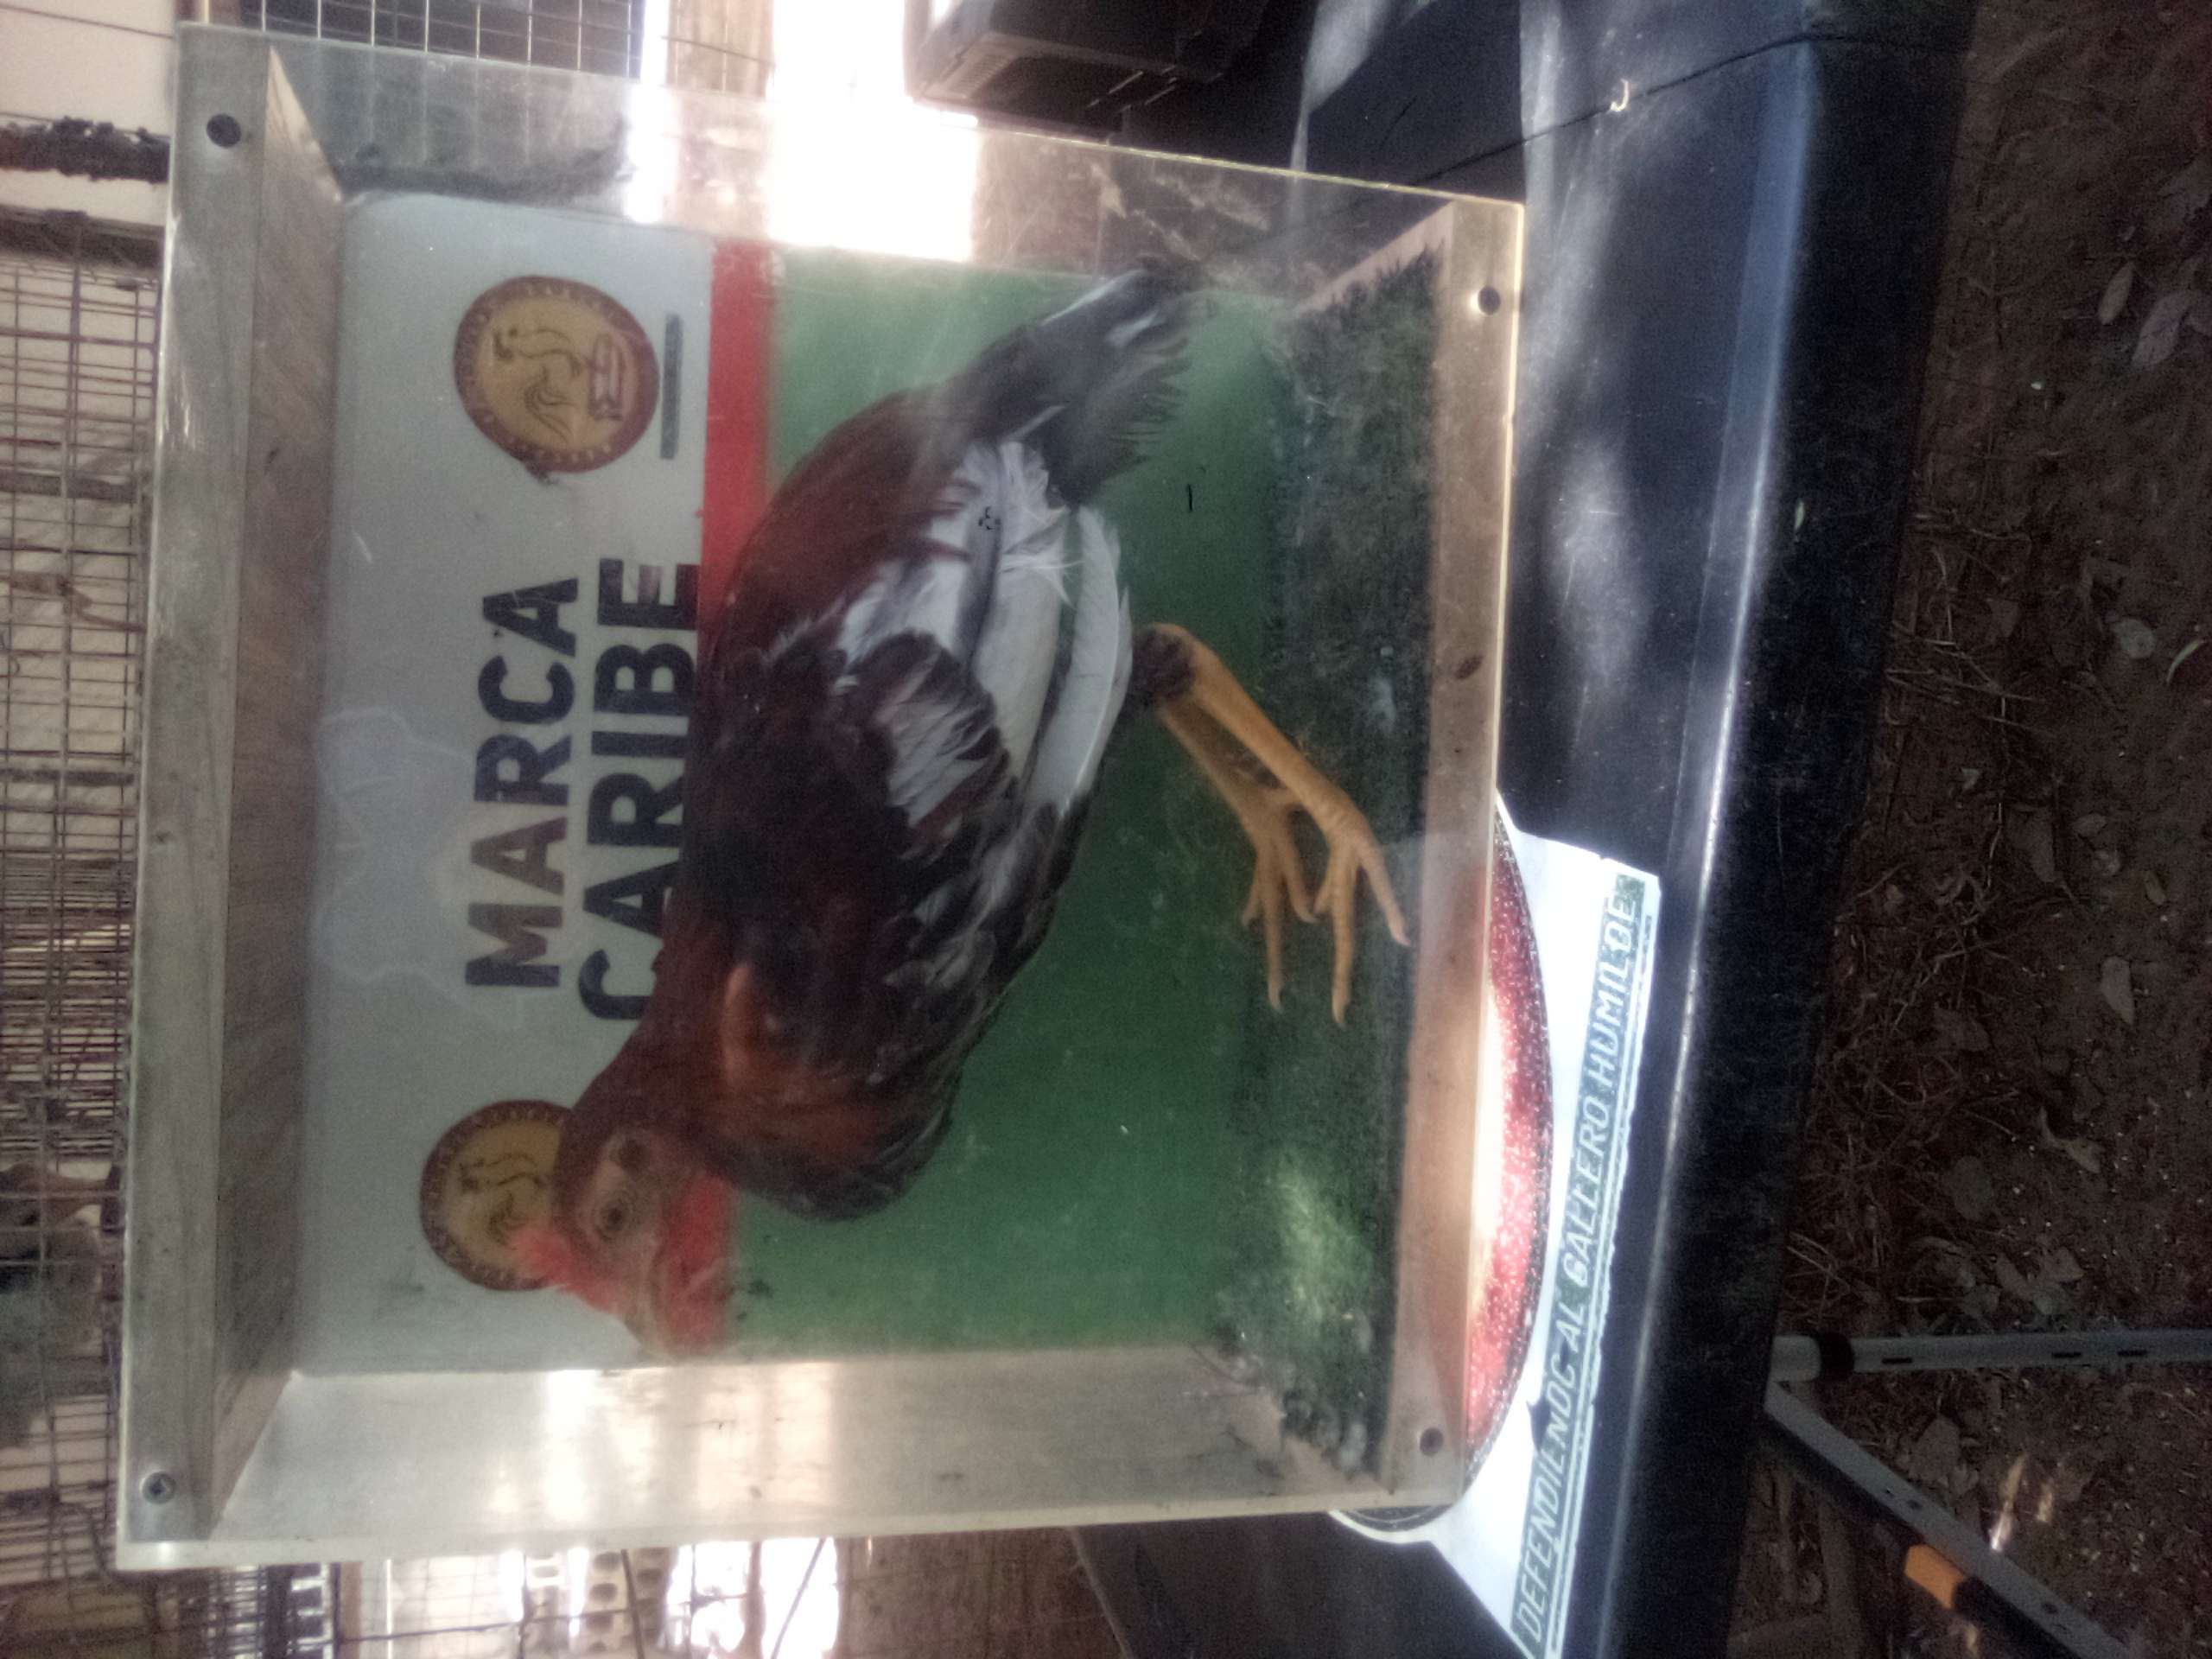 MARCA
CARIBE
DEFENDIENDO AL GALLERO HUMILDE